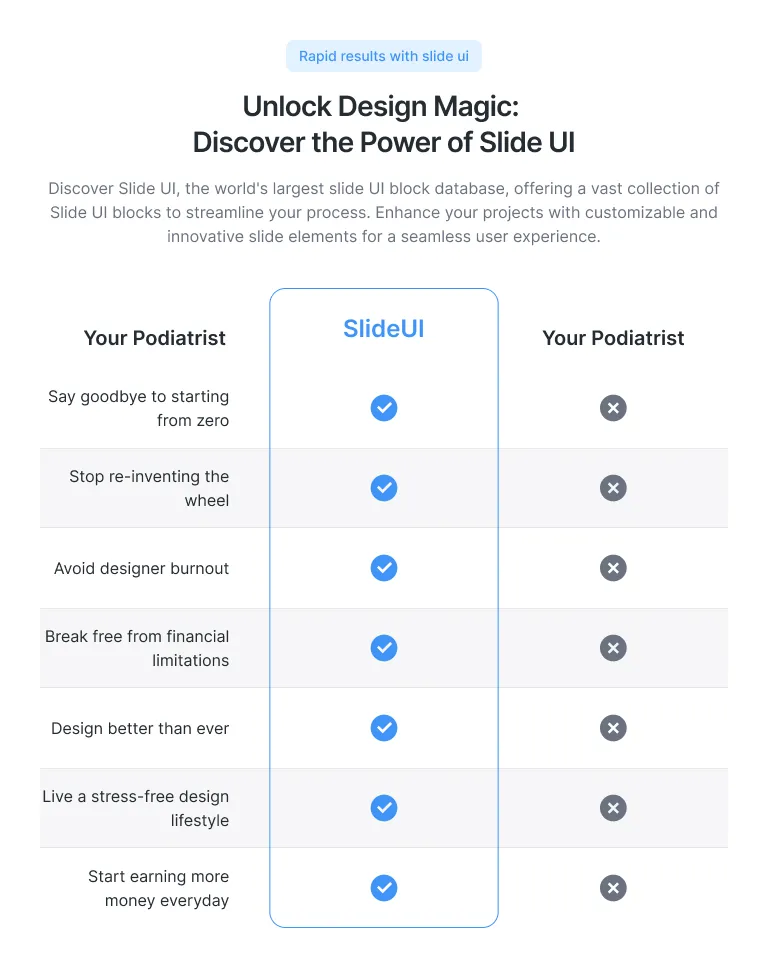 Rapid results with slide ui
Unlock Design Magic:
Discover the Power of Slide UI
Discover Slide UI, the world's largest slide UI block database, offering a vast collection of
Slide UI blocks to streamline your process. Enhance your projects with customizable and
innovative slide elements for a seamless user experience.
Your Podiatrist
SlideUI
Your Podiatrist
Say goodbye to starting
from zero
Stop re-inventing the
wheel
Avoid designer burnout
Break free from financial
limitations
Design better than ever
Live a stress-free design
lifestyle
Start earning more
money everyday